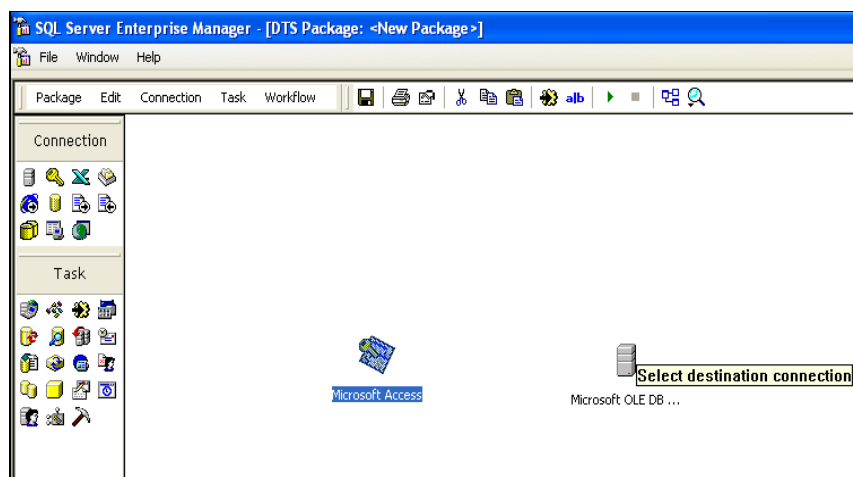 SQL Server Enterprise Manager - [DTS Package: <New Package>]
File Window Help
Package Edit Connection Task Workflow a|b
Connection
Task
Microsoft Access
Select destination connection
Microsoft OLE DB ...